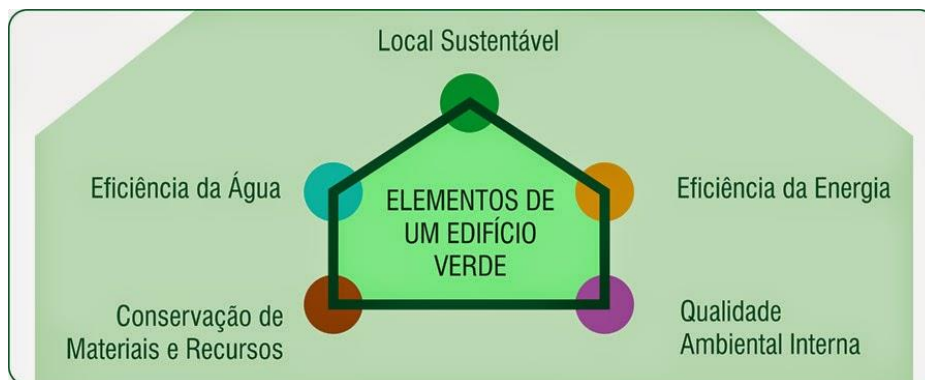 Local Sustentável
Eficiência da Água
Eficiência da Energia
ELEMENTOS DE
UM EDIFÍCIO
VERDE
Conservação de
Materiais e Recursos
Qualidade
Ambiental Interna